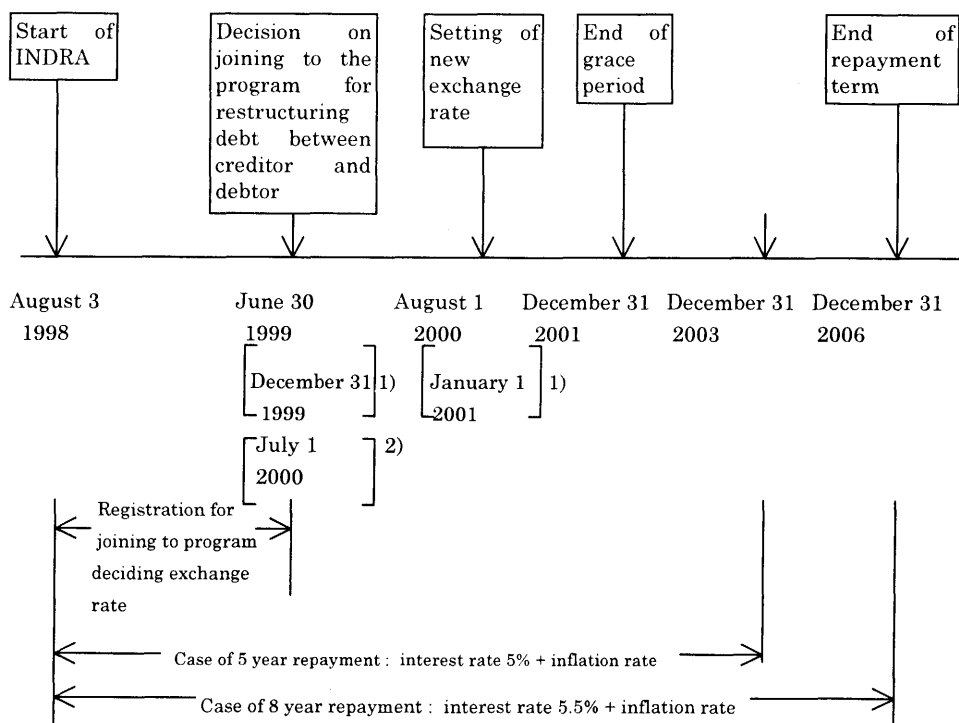 Start of
INDRA
Decision on
joining to the
program for
restructuring
debt between
creditor and
debtor
Setting of
new
exchange
rate
End of
grace
period
End of
repayment
term
August 3
1998
June 30
1999
August 1
2000
December 31
2001
December 31
2003
December 31
2006
December 31 1)
1999
January 1 1)
2001
July 1 2)
2000
Registration for
joining to program
deciding exchange
rate
Case of 5 year repayment : interest rate 5% + inflation rate
Case of 8 year repayment : interest rate 5.5% + inflation rate